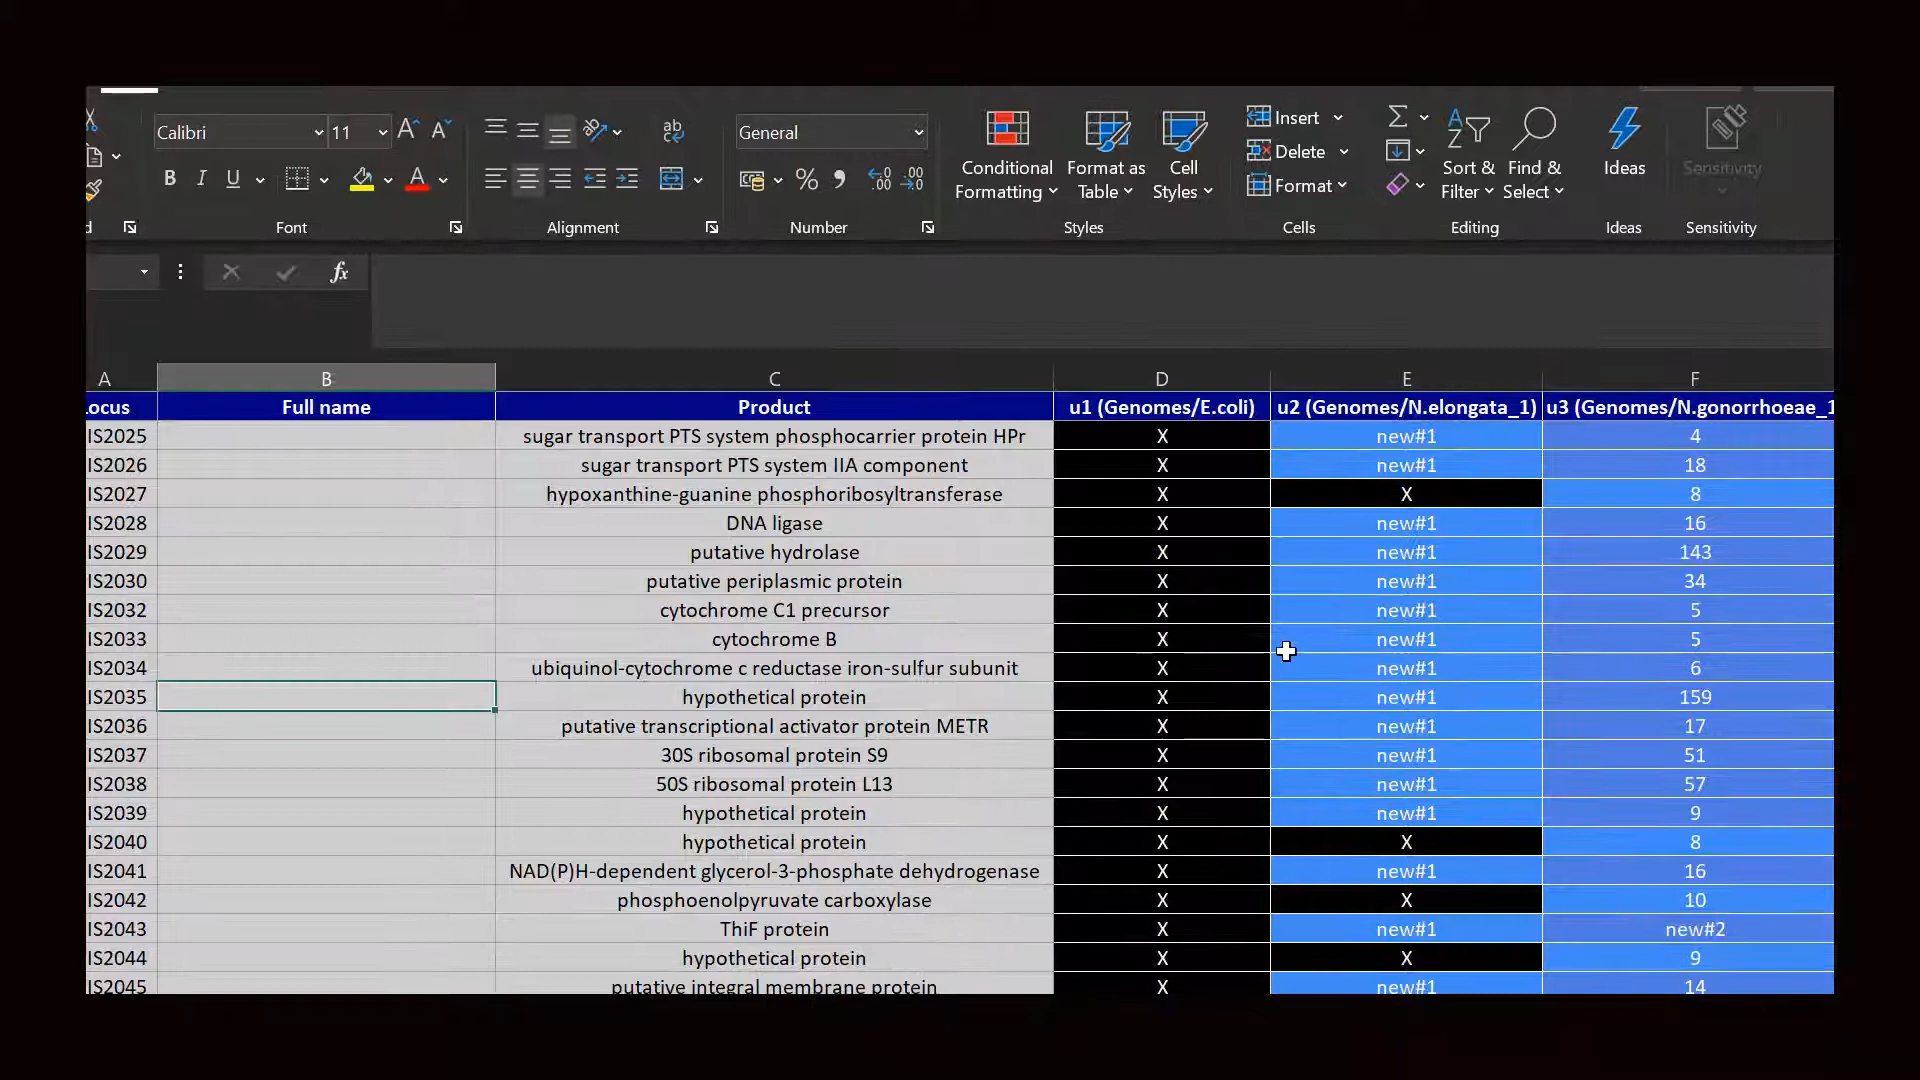 Calibri 11 General
Conditional Formatting Format as Table Cell Styles
Insert
Delete
Format
Sort & Filter Find & Select Ideas Sensitivity
B I U
Font Alignment Number Styles Cells Editing Ideas Sensitivity
fx
A B C D E F
Full name Product u1 (Genomes/E.coli) u2 (Genomes/N.elongata_1) u3 (Genomes/N.gonorrhoeae_1
IS2025 sugar transport PTS system phosphocarrier protein HPr X new#1 4
IS2026 sugar transport PTS system IIA component X new#1 18
IS2027 hypoxanthine-guanine phosphoribosyltransferase X X 8
IS2028 DNA ligase X new#1 16
IS2029 putative hydrolase X new#1 143
IS2030 putative periplasmic protein X new#1 34
IS2032 cytochrome C1 precursor X new#1 5
IS2033 cytochrome B X new#1 5
IS2034 ubiquinol-cytochrome c reductase iron-sulfur subunit X new#1 6
IS2035 hypothetical protein X new#1 159
IS2036 putative transcriptional activator protein METR X new#1 17
IS2037 30S ribosomal protein S9 X new#1 51
IS2038 50S ribosomal protein L13 X new#1 57
IS2039 hypothetical protein X new#1 9
IS2040 hypothetical protein X X 8
IS2041 NAD(P)H-dependent glycerol-3-phosphate dehydrogenase X new#1 16
IS2042 phosphoenolpyruvate carboxylase X X 10
IS2043 ThiF protein X new#1 new#2
IS2044 hypothetical protein X X 9
IS2045 putative integral membrane protein X new#1 14